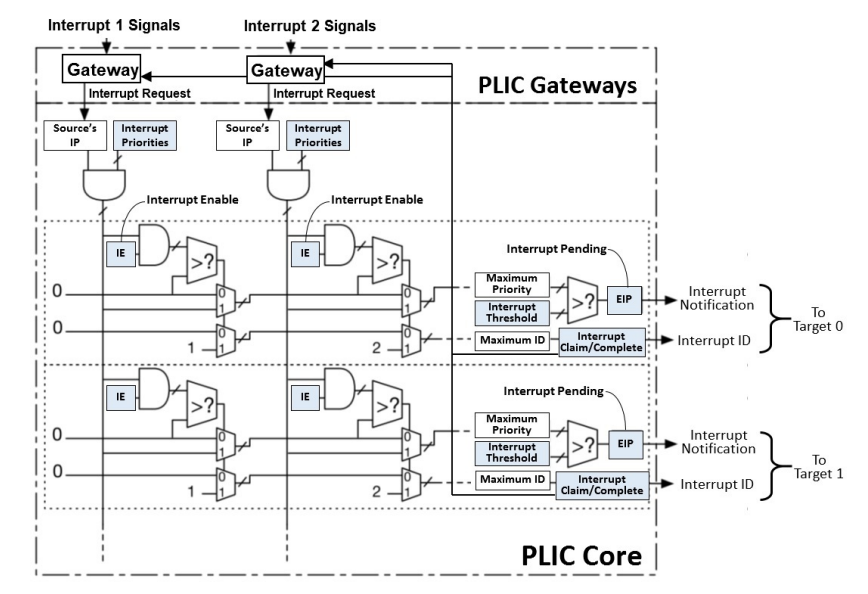 Interrupt 1 Signals
Interrupt 2 Signals
Gateway
Gateway
PLIC Gateways
Interrupt Request
Interrupt Request
Source's
IP
Interrupt
Priorities
Source's
IP
Interrupt
Priorities
Interrupt Enable
Interrupt Enable
IE
>?
IE
>?
Interrupt Pending
0
0
1
0
1
Maximum
Priority
Interrupt
Threshold
>?
EIP
Interrupt
Notification
0
0
1
1
0
1
2
Maximum ID
Interrupt
Claim/Complete
Interrupt ID
To
Target 0
IE
>?
IE
>?
Interrupt Pending
0
0
1
0
1
Maximum
Priority
Interrupt
Threshold
>?
EIP
Interrupt
Notification
0
0
1
1
0
1
2
Maximum ID
Interrupt
Claim/Complete
Interrupt ID
To
Target 1
PLIC Core